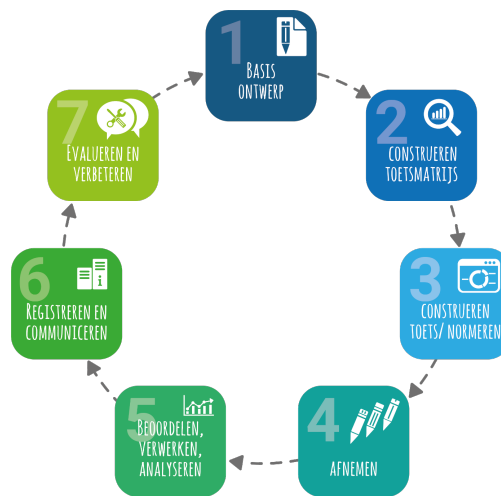 1
BASIS
ONTWERP
2
CONSTRUEREN
TOETSMATRIJS
3
CONSTRUEREN
TOETS/ NORMEREN
4
AFNEMEN
5
BEOORDELEN,
VERWERKEN,
ANALYSEREN
6
REGISTREREN EN
COMMUNICEREN
7
EVALUEREN EN
VERBETEREN